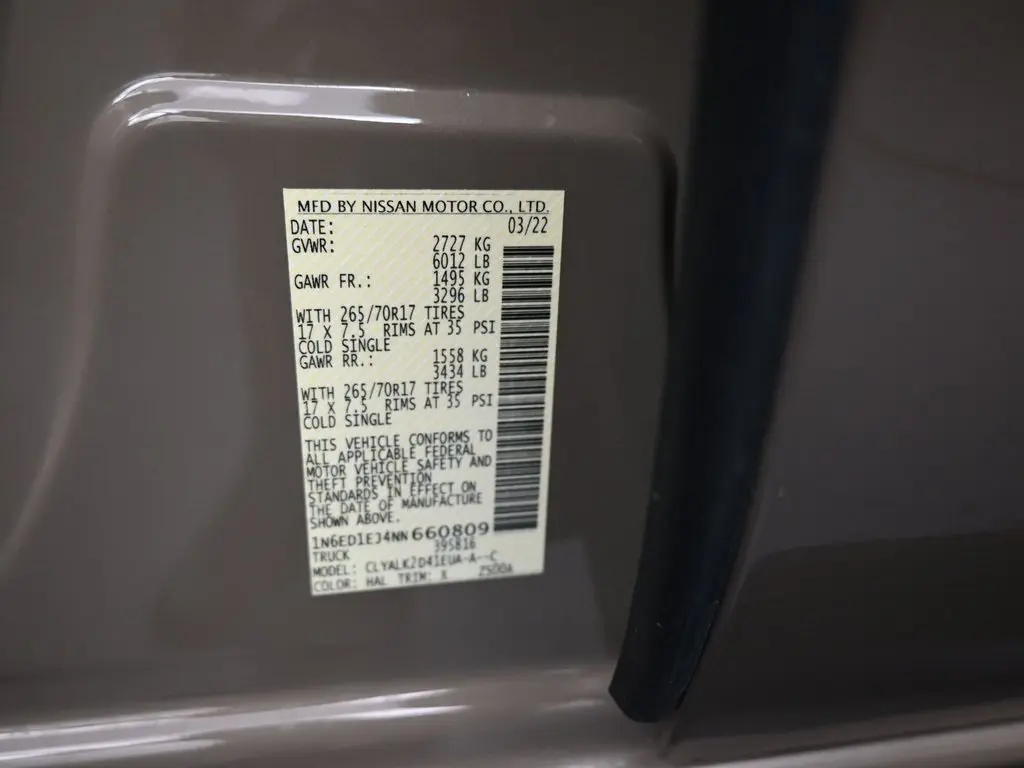 MFD BY NISSAN MOTOR CO., LTD.
DATE: 03/22
GVWR: 2727 KG
6012 LB
GAWR FR.: 1495 KG
3296 LB
WITH 265/70R17 TIRES
17 X 7.5 RIMS AT 35 PSI
COLD SINGLE
GAWR RR.: 1558 KG
3434 LB
WITH 265/70R17 TIRES
17 X 7.5 RIMS AT 35 PSI
COLD SINGLE
THIS VEHICLE CONFORMS TO
ALL APPLICABLE FEDERAL
MOTOR VEHICLE SAFETY AND
THEFT PREVENTION
STANDARDS IN EFFECT ON
THE DATE OF MANUFACTURE
SHOWN ABOVE.
1N6ED1EJ4NN660809
TRUCK 395816
MODEL: CLYALK2D41EUA-A--C
COLOR: HAL TRIM: X